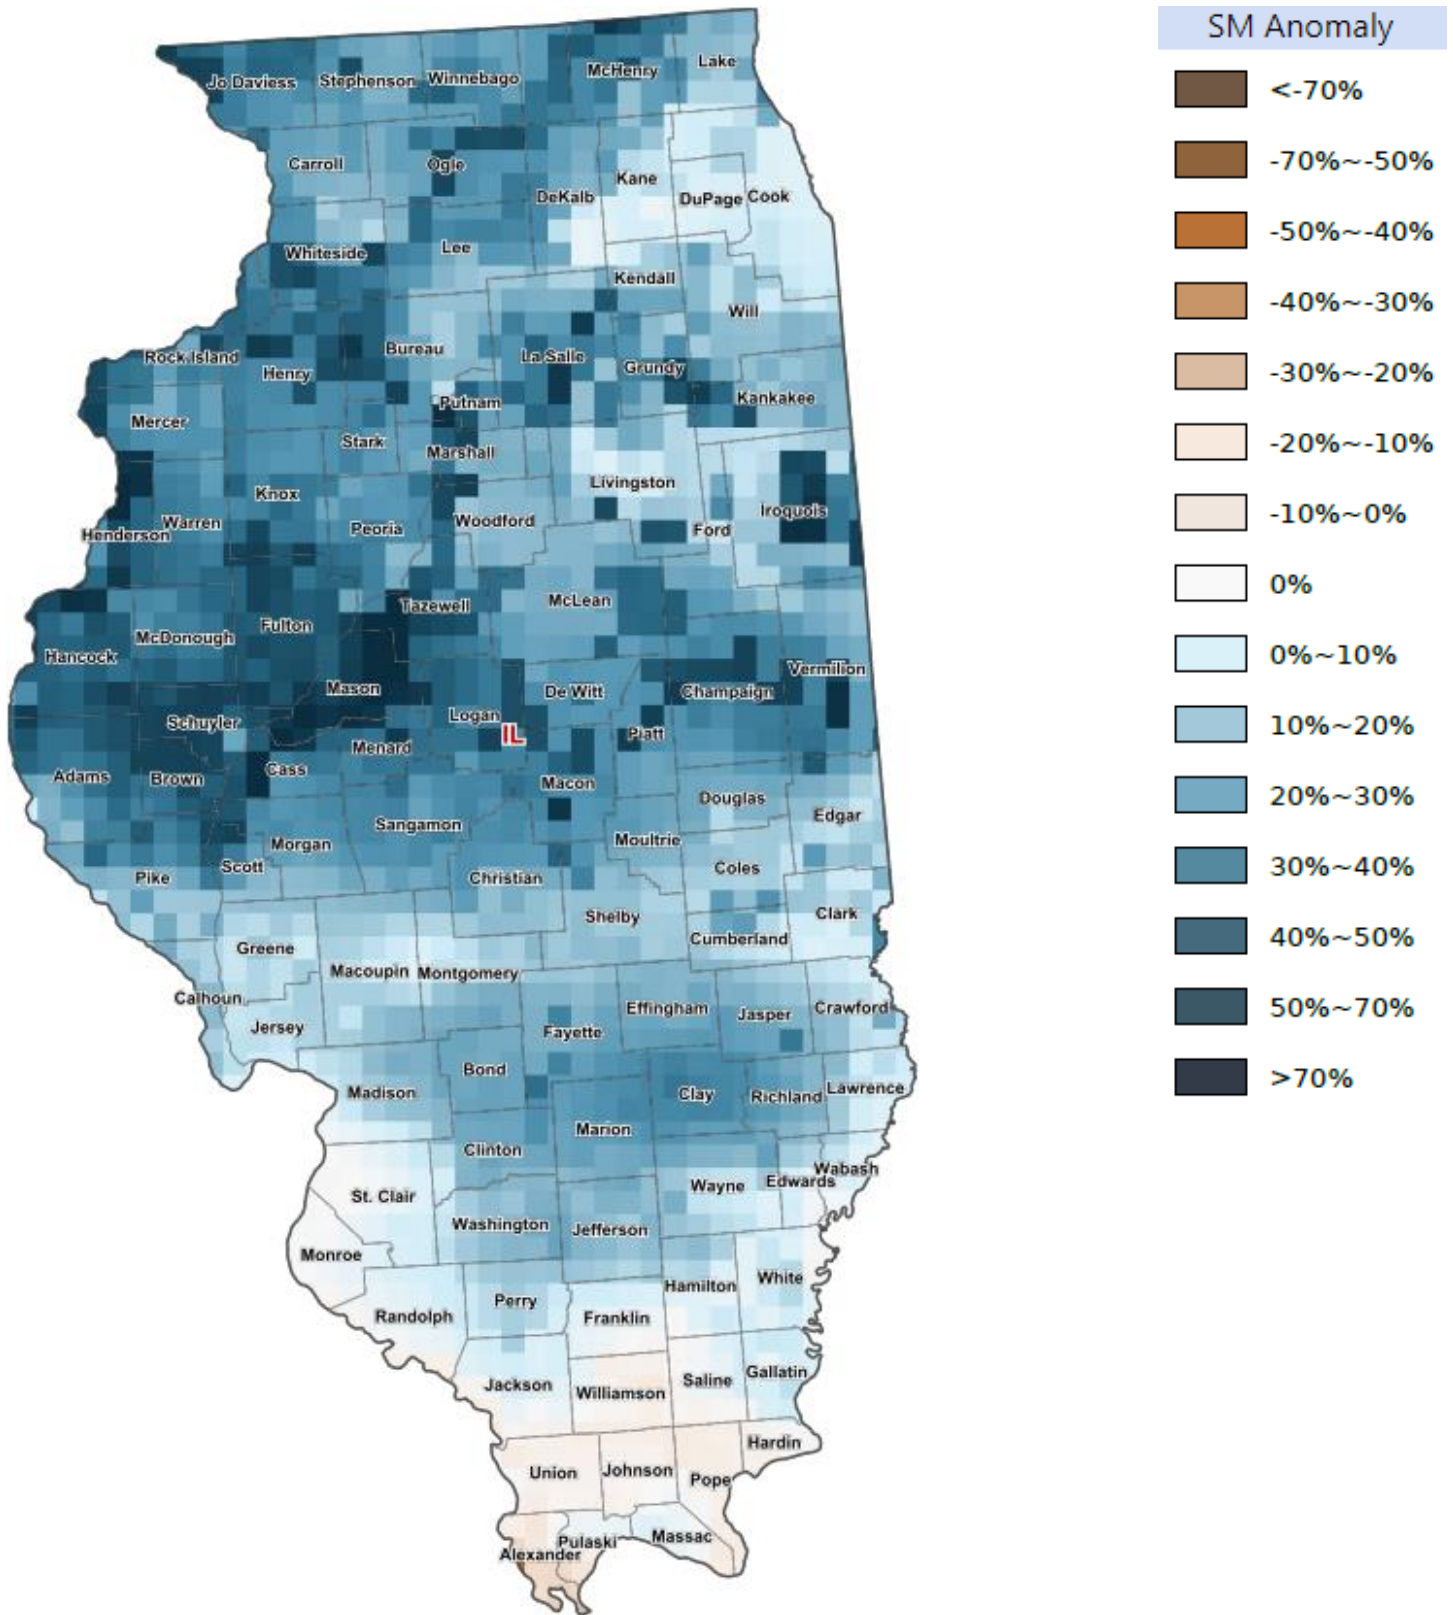 SM Anomaly
<-70%
-70%~-50%
-50%~-40%
-40%~-30%
-30%~-20%
-20%~-10%
-10%~0%
0%
0%~10%
10%~20%
20%~30%
30%~40%
40%~50%
50%~70%
>70%
Jo Daviess
Stephenson
Winnebago
McHenry
Lake
Carroll
Ogle
DeKalb
Kane
DuPage
Cook
Whiteside
Lee
Kendall
Will
Rock Island
Henry
Bureau
La Salle
Grundy
Kankakee
Mercer
Putnam
Stark
Marshall
Knox
Livingston
Henderson
Warren
Peoria
Woodford
Ford
Iroquois
Hancock
McDonough
Fulton
Tazewell
McLean
Mason
De Witt
Champaign
Vermilion
Schuyler
Logan
IL
Piatt
Menard
Adams
Brown
Cass
Macon
Douglas
Edgar
Sangamon
Morgan
Moultrie
Scott
Pike
Christian
Coles
Shelby
Clark
Greene
Cumberland
Macoupin
Montgomery
Calhoun
Jersey
Effingham
Jasper
Crawford
Fayette
Bond
Madison
Clay
Richland
Lawrence
Marion
Clinton
Wabash
Wayne
Edwards
St. Clair
Washington
Jefferson
Monroe
Hamilton
White
Randolph
Perry
Franklin
Jackson
Williamson
Saline
Gallatin
Union
Johnson
Pope
Hardin
Alexander
Pulaski
Massac